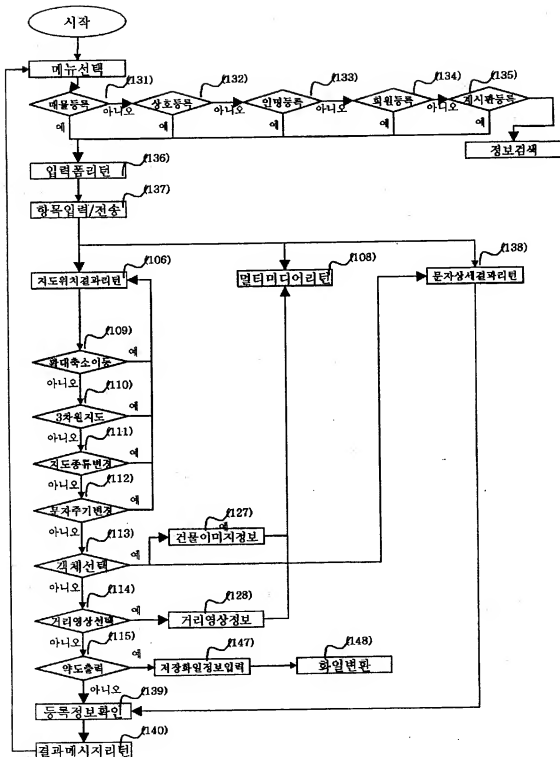 시작
메뉴선택
(131)
(132)
(133)
(134)
(135)
매물등록
상호등록
인명등록
회원등록
게시판등록
아니오
아니오
아니오
아니오
예
예
예
예
예
정보검색
(136)
입력폼리턴
(137)
항목입력/전송
(106)
(108)
(138)
지도위치결과리턴
멀티미디어리턴
문자상세결과리턴
(109)
확대축소이동
예
아니오
(110)
3차원지도
예
아니오
(111)
지도종류변경
예
아니오
(112)
문자주기변경
예
아니오
(113)
(127)
예
건물이미지정보
객체선택
예
아니오
(114)
(128)
거리영상선택
예
거리영상정보
아니오
(115)
(147)
(148)
약도출력
예
저장화일정보입력
화일변환
아니오
(139)
등록정보확인
(140)
결과메시지리턴